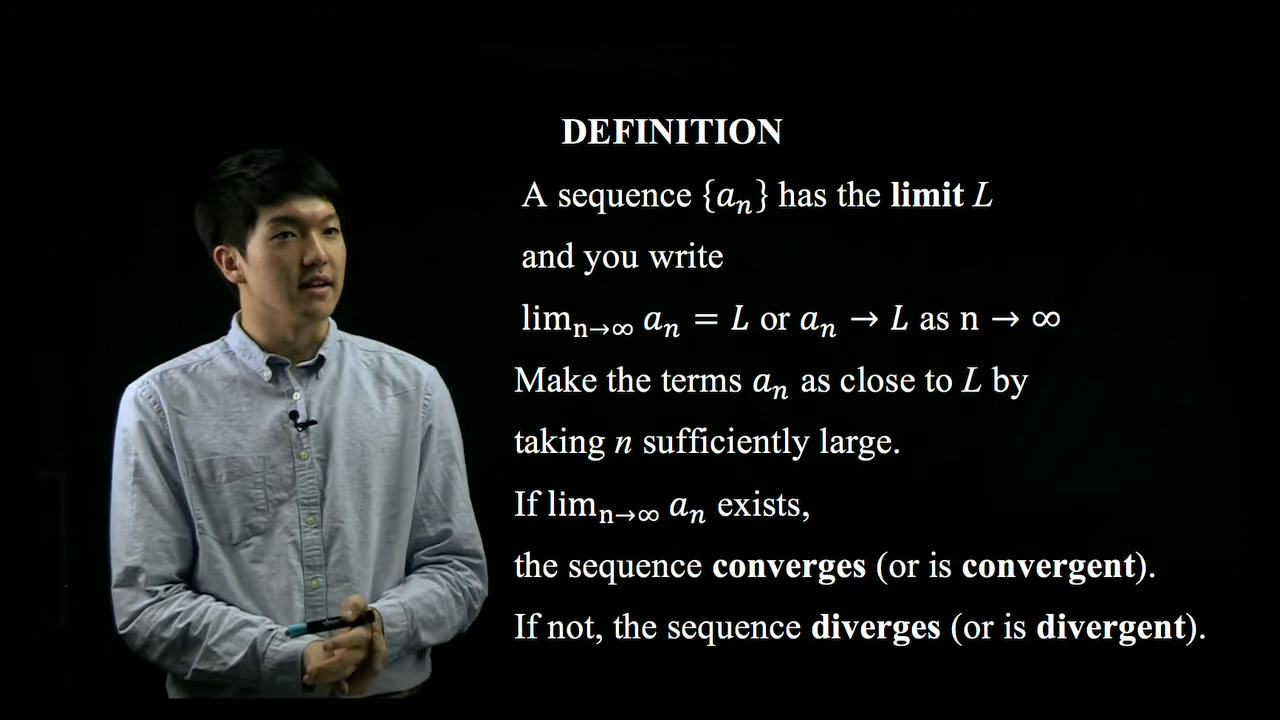 DEFINITION
A sequence {aₙ} has the limit L
and you write
limₙ→∞ aₙ = L or aₙ → L as n → ∞
Make the terms aₙ as close to L by
taking n sufficiently large.
If limₙ→∞ aₙ exists,
the sequence converges (or is convergent).
If not, the sequence diverges (or is divergent).